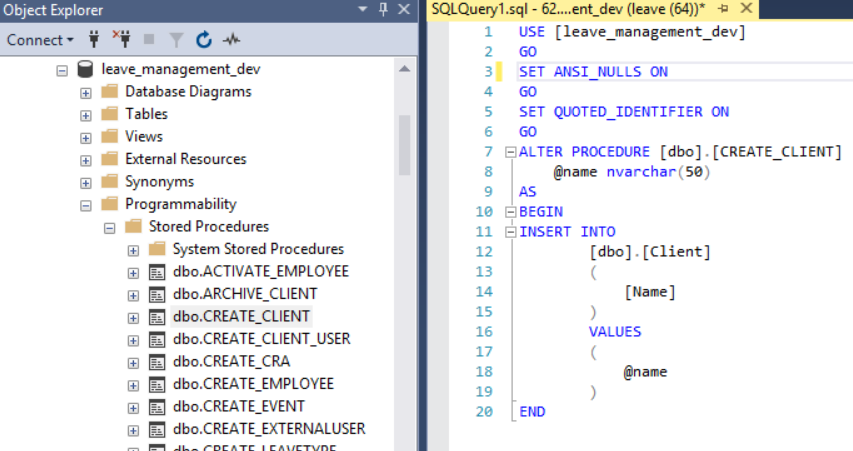 Object Explorer
Connect
leave_management_dev
Database Diagrams
Tables
Views
External Resources
Synonyms
Programmability
Stored Procedures
System Stored Procedures
dbo.ACTIVATE_EMPLOYEE
dbo.ARCHIVE_CLIENT
dbo.CREATE_CLIENT
dbo.CREATE_CLIENT_USER
dbo.CREATE_CRA
dbo.CREATE_EMPLOYEE
dbo.CREATE_EVENT
dbo.CREATE_EXTERNALUSER
dbo.CREATE_LEAVETYPE
SQLQuery1.sql - 62....ent_dev (leave (64))*
1 USE [leave_management_dev]
2 GO
3 SET ANSI_NULLS ON
4 GO
5 SET QUOTED_IDENTIFIER ON
6 GO
7 ALTER PROCEDURE [dbo].[CREATE_CLIENT]
8 @name nvarchar(50)
9 AS
10 BEGIN
11 INSERT INTO
12 [dbo].[Client]
13 (
14 [Name]
15 )
16 VALUES
17 (
18 @name
19 )
20 END